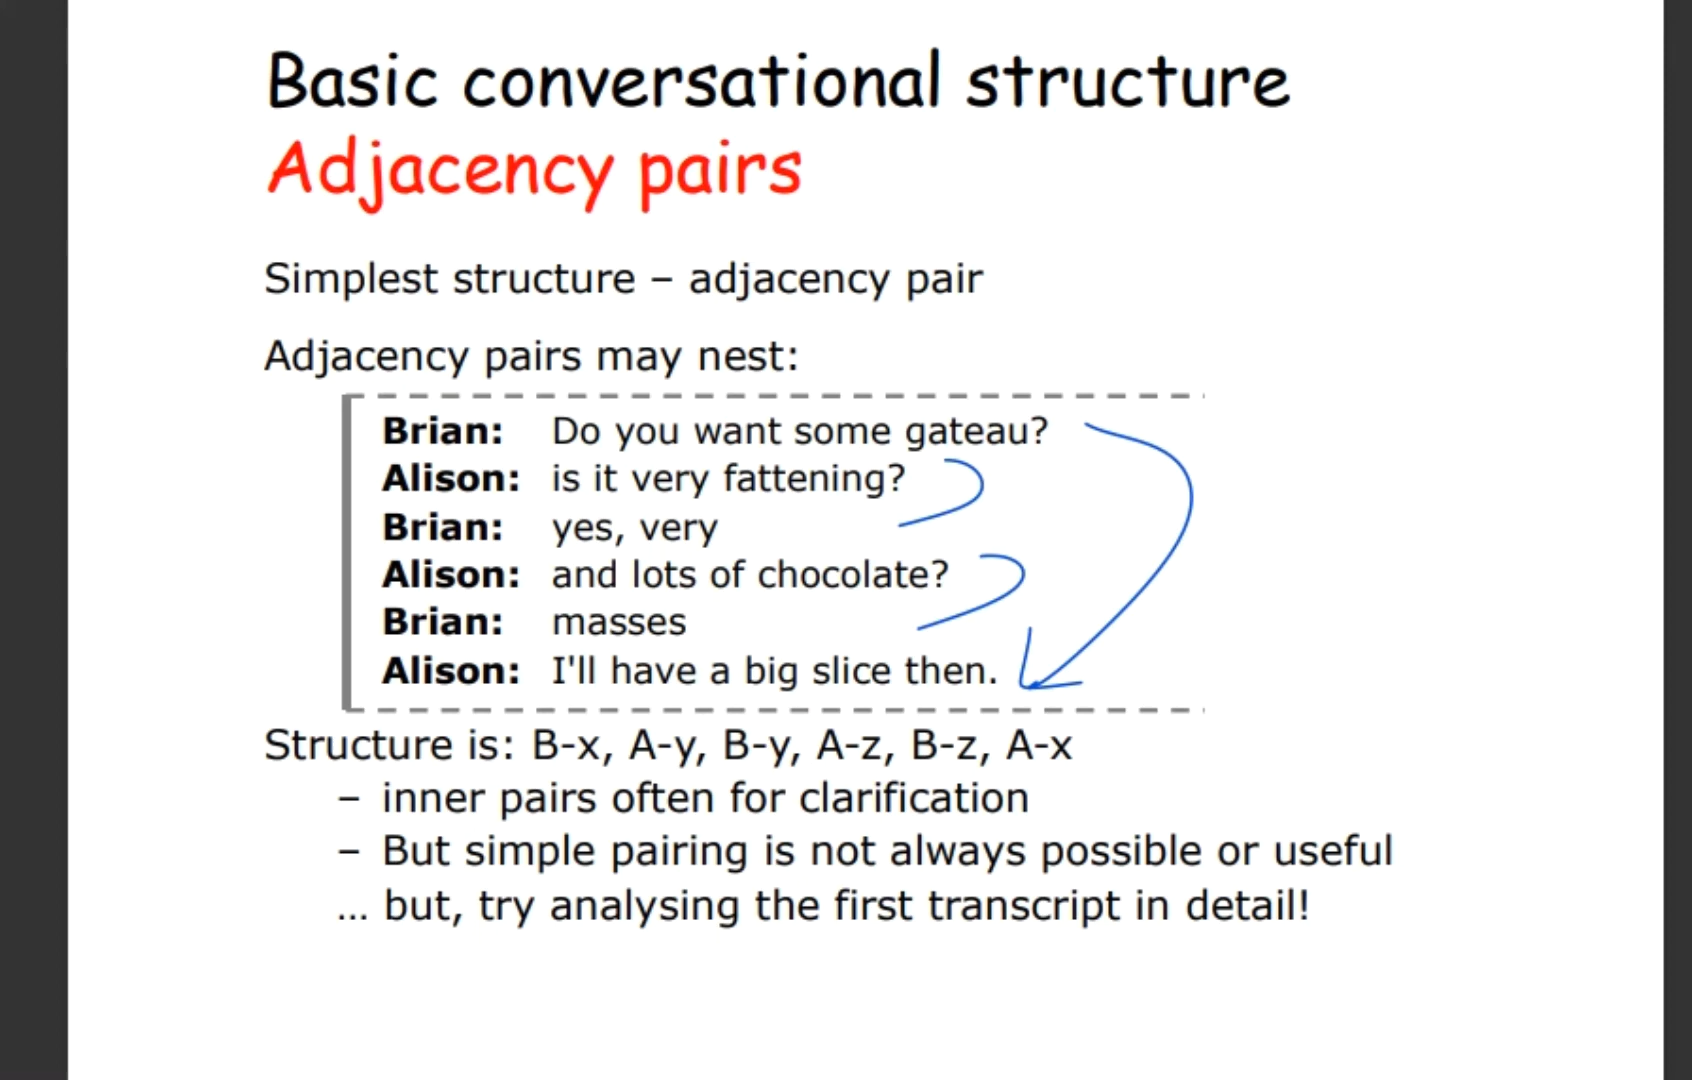 Basic conversational structure
Adjacency pairs
Simplest structure – adjacency pair
Adjacency pairs may nest:
Brian: Do you want some gateau?
Alison: is it very fattening?
Brian: yes, very
Alison: and lots of chocolate?
Brian: masses
Alison: I'll have a big slice then.
Structure is: B-x, A-y, B-y, A-z, B-z, A-x
– inner pairs often for clarification
– But simple pairing is not always possible or useful
… but, try analysing the first transcript in detail!